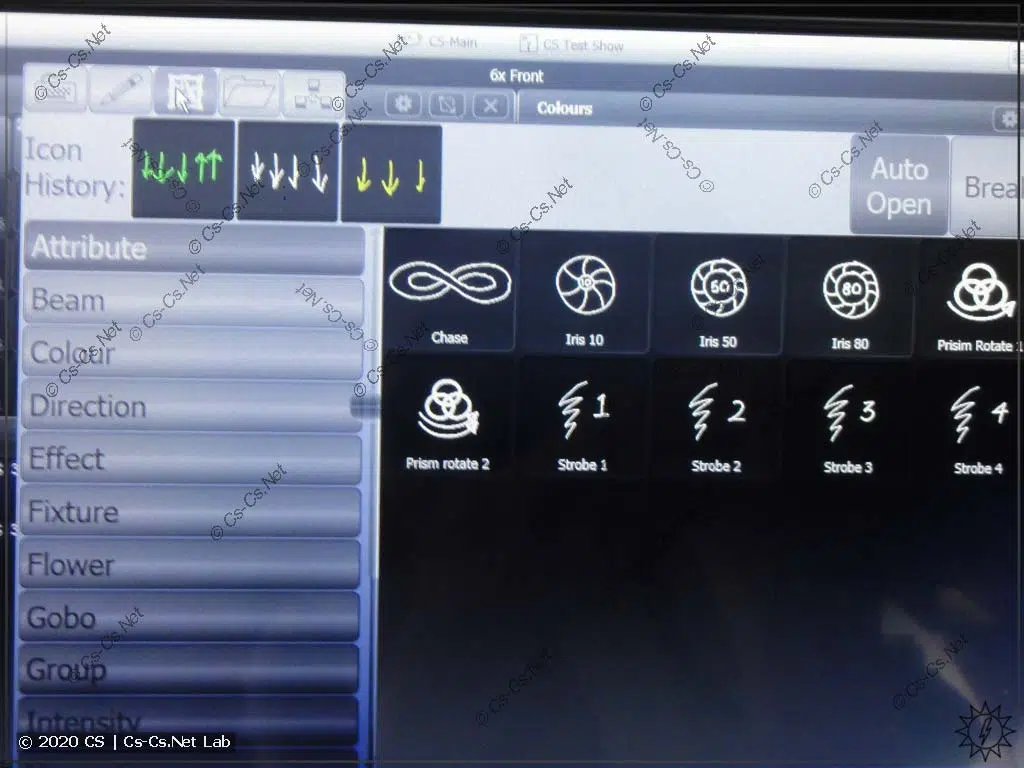 CS-Main
CS Test Show
6x Front
Colours
Icon
History:
Auto
Open
Brea
Attribute
Beam
Colour
Direction
Effect
Fixture
Flower
Gobo
Group
Intensity
Chase
10
Iris 10
50
Iris 50
80
Iris 80
Prisim Rotate 1
Prism rotate 2
1
Strobe 1
2
Strobe 2
3
Strobe 3
4
Strobe 4
© Cs-Cs.Net
© 2020 CS | Cs-Cs.Net Lab